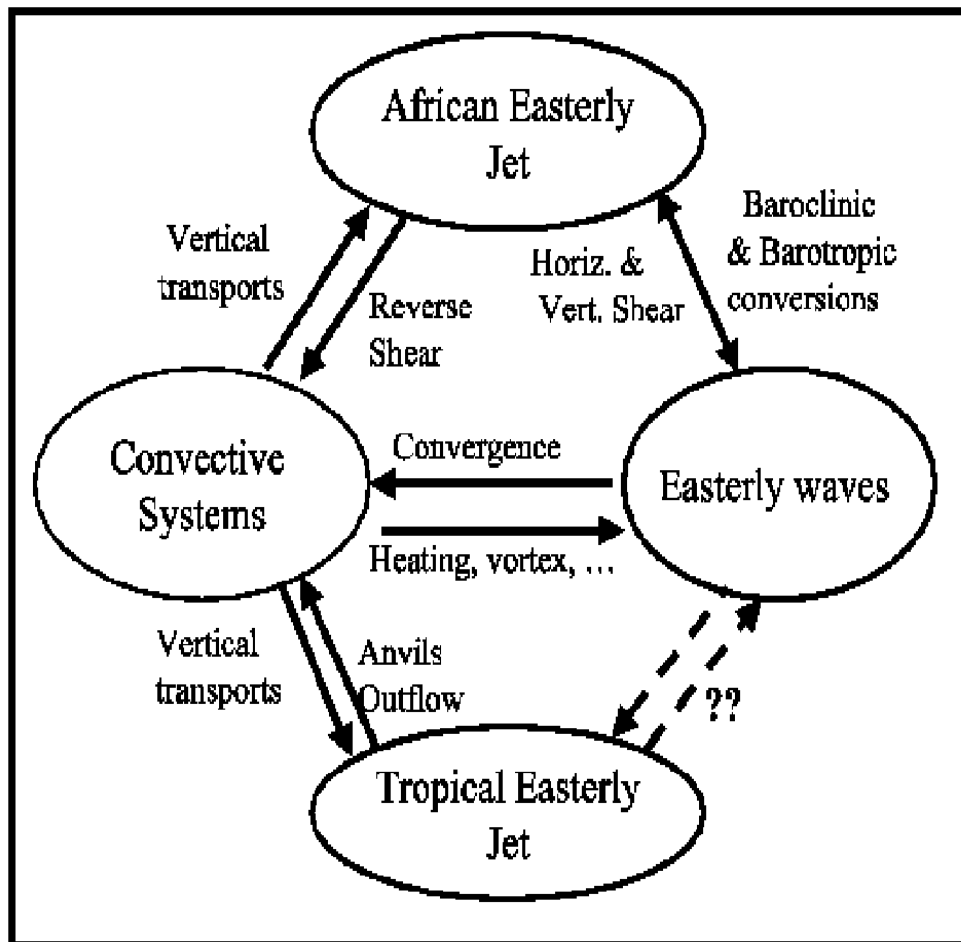 African Easterly
Jet
Vertical
transports
Reverse
Shear
Horiz. &
Vert. Shear
Baroclinic
& Barotropic
conversions
Convective
Systems
Convergence
Heating, vortex, ...
Easterly waves
Vertical
transports
Anvils
Outflow
??
Tropical Easterly
Jet